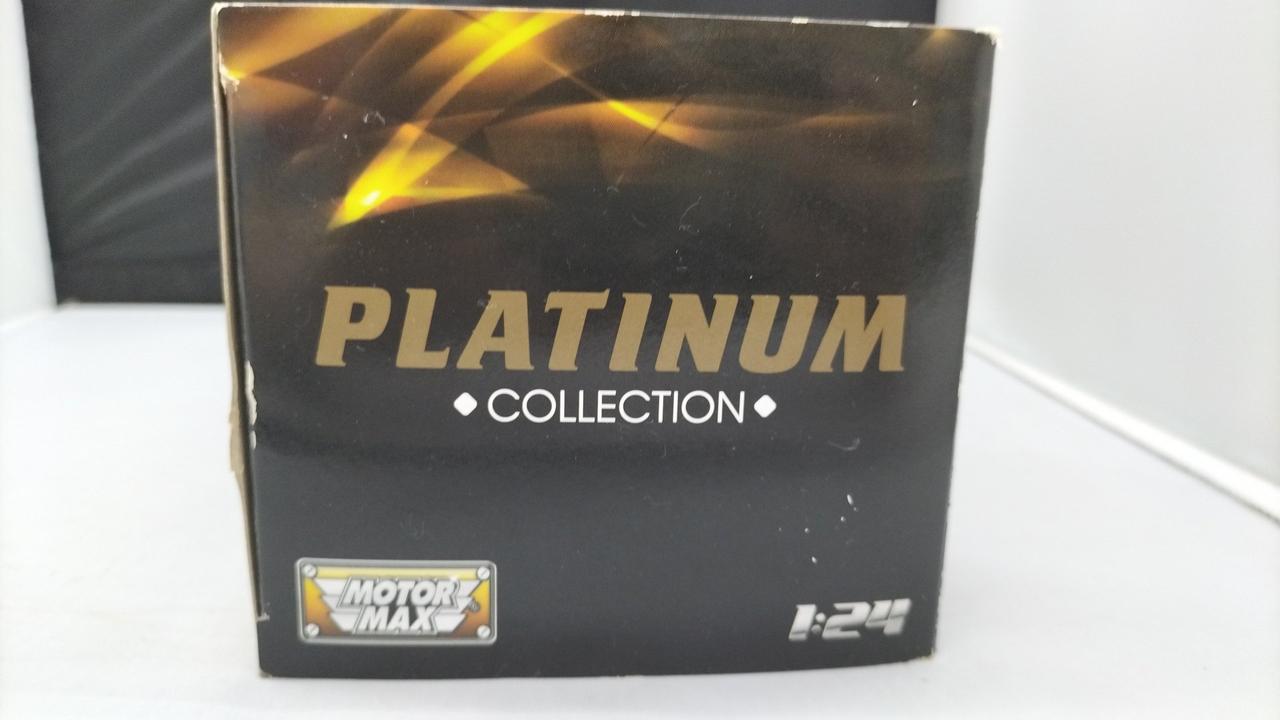 PLATINUM
COLLECTION
MOTOR
MAX
1:24